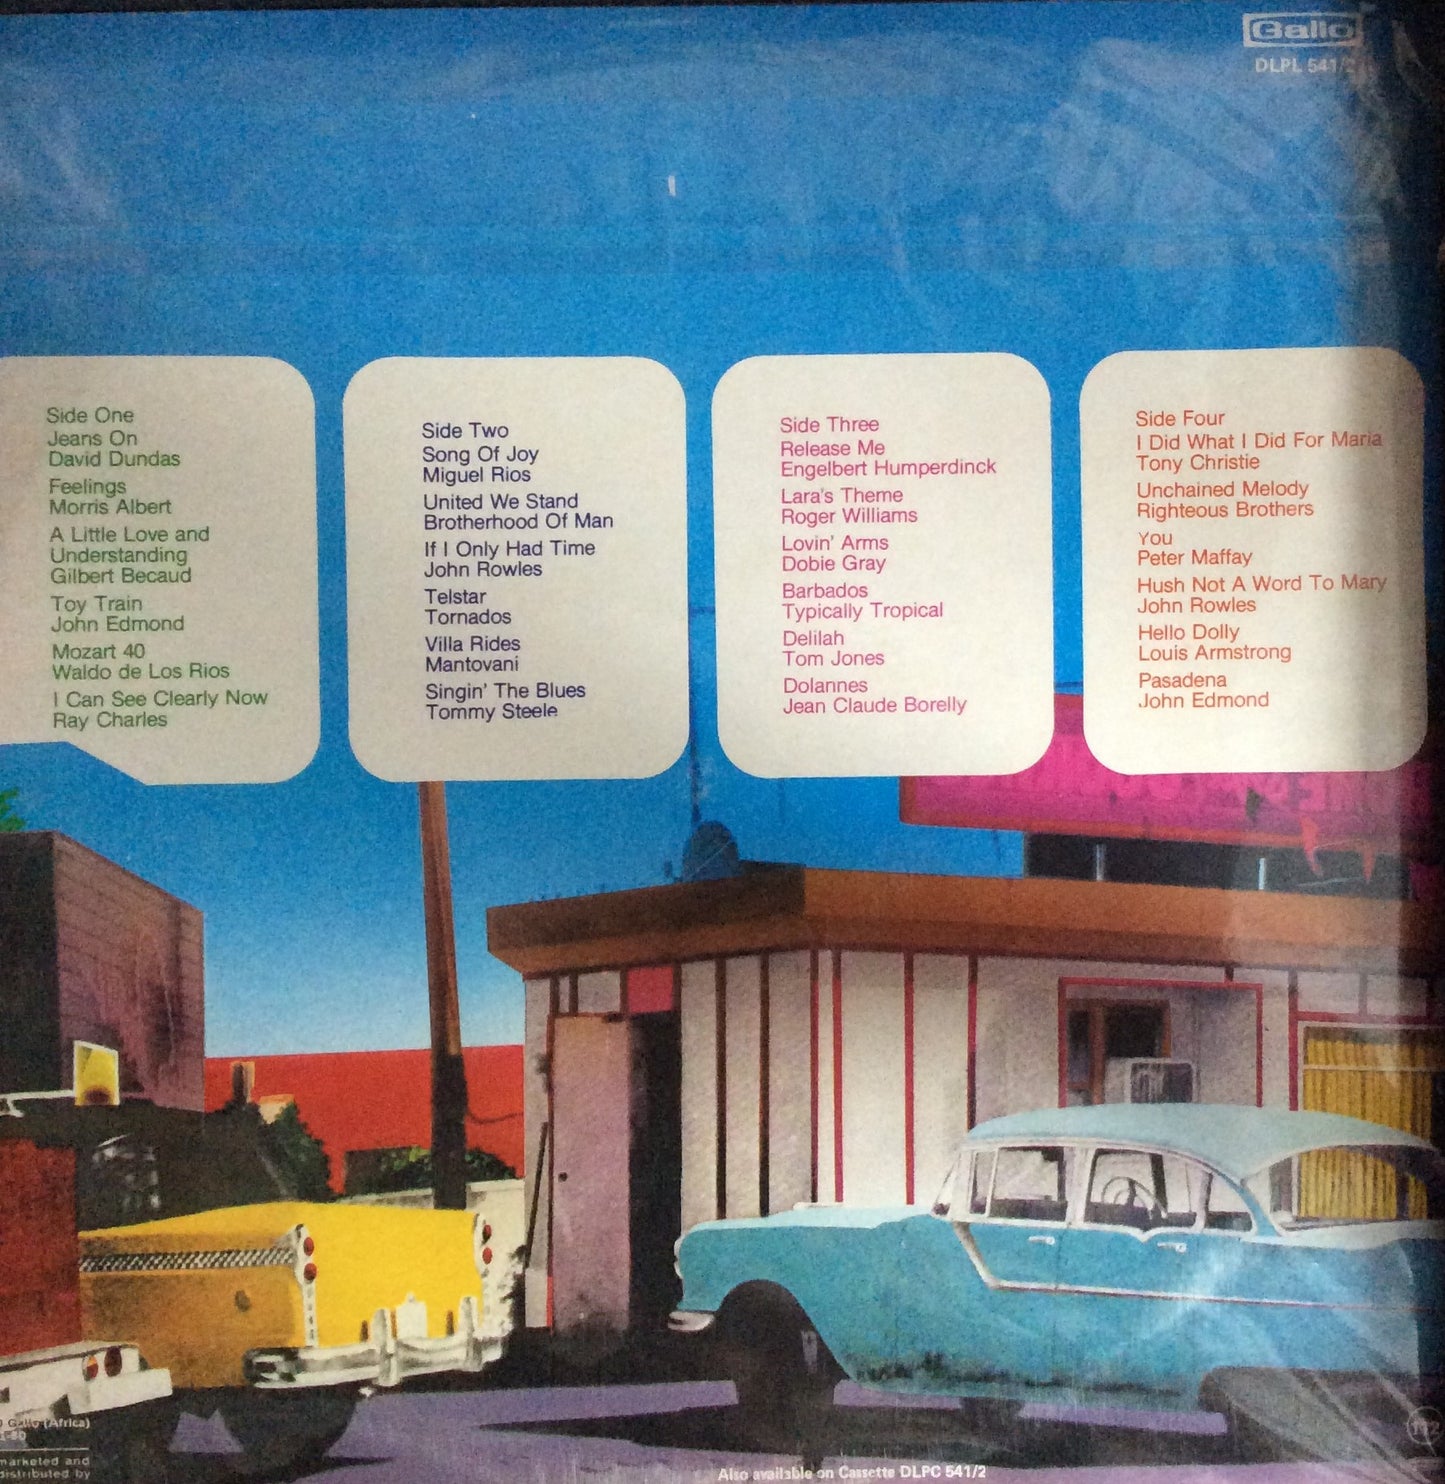 Gallo
DLPL 541/2
Side One
Jeans On
David Dundas
Feelings
Morris Albert
A Little Love and
Understanding
Gilbert Becaud
Toy Train
John Edmond
Mozart 40
Waldo de Los Rios
I Can See Clearly Now
Ray Charles
Side Two
Song Of Joy
Miguel Rios
United We Stand
Brotherhood Of Man
If I Only Had Time
John Rowles
Telstar
Tornados
Villa Rides
Mantovani
Singin' The Blues
Tommy Steele
Side Three
Release Me
Engelbert Humperdinck
Lara's Theme
Roger Williams
Lovin' Arms
Dobie Gray
Barbados
Typically Tropical
Delilah
Tom Jones
Dolannes
Jean Claude Borelly
Side Four
I Did What I Did For Maria
Tony Christie
Unchained Melody
Righteous Brothers
You
Peter Maffay
Hush Not A Word To Mary
John Rowles
Hello Dolly
Louis Armstrong
Pasadena
John Edmond
Gallo (Africa)
marketed and
distributed by
Also available on Cassette DLPC 541/2